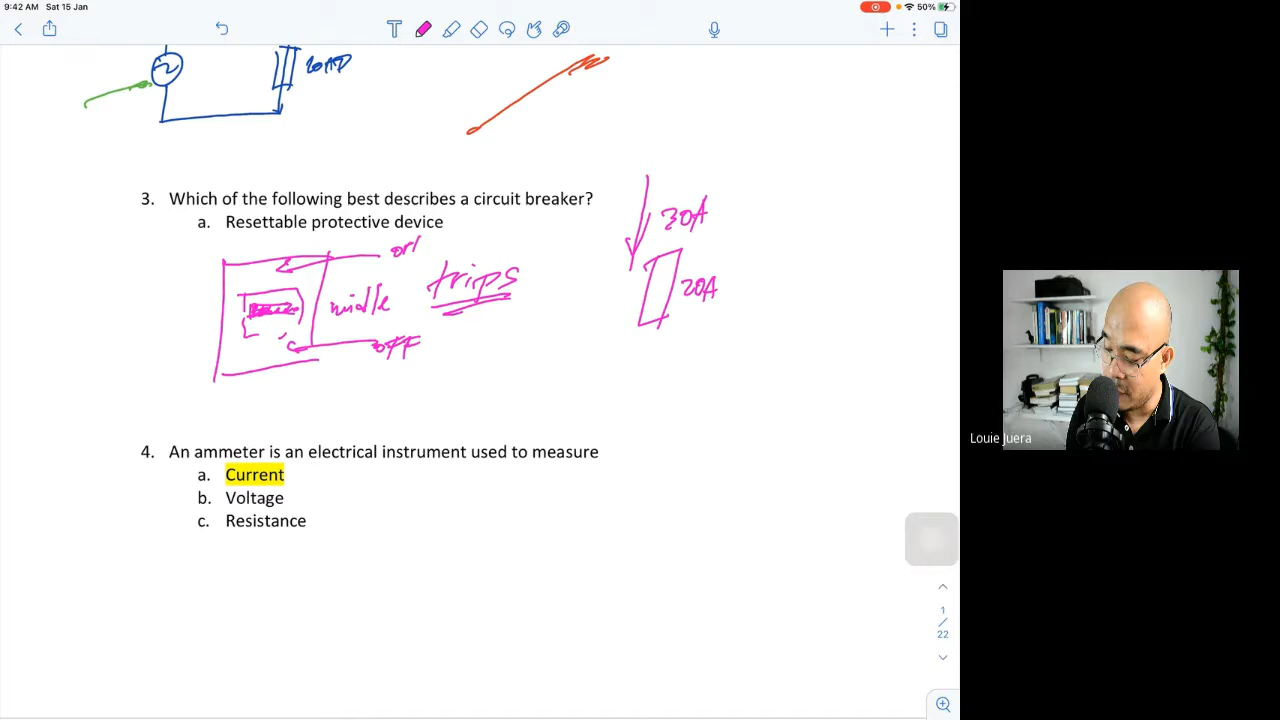 9:42 AM Sat 15 Jan
50%
LOAD
3. Which of the following best describes a circuit breaker?
a. Resettable protective device
30A
on
trips
20A
middle
OFF
4. An ammeter is an electrical instrument used to measure
a. Current
b. Voltage
c. Resistance
Louie Juera
1
/
22